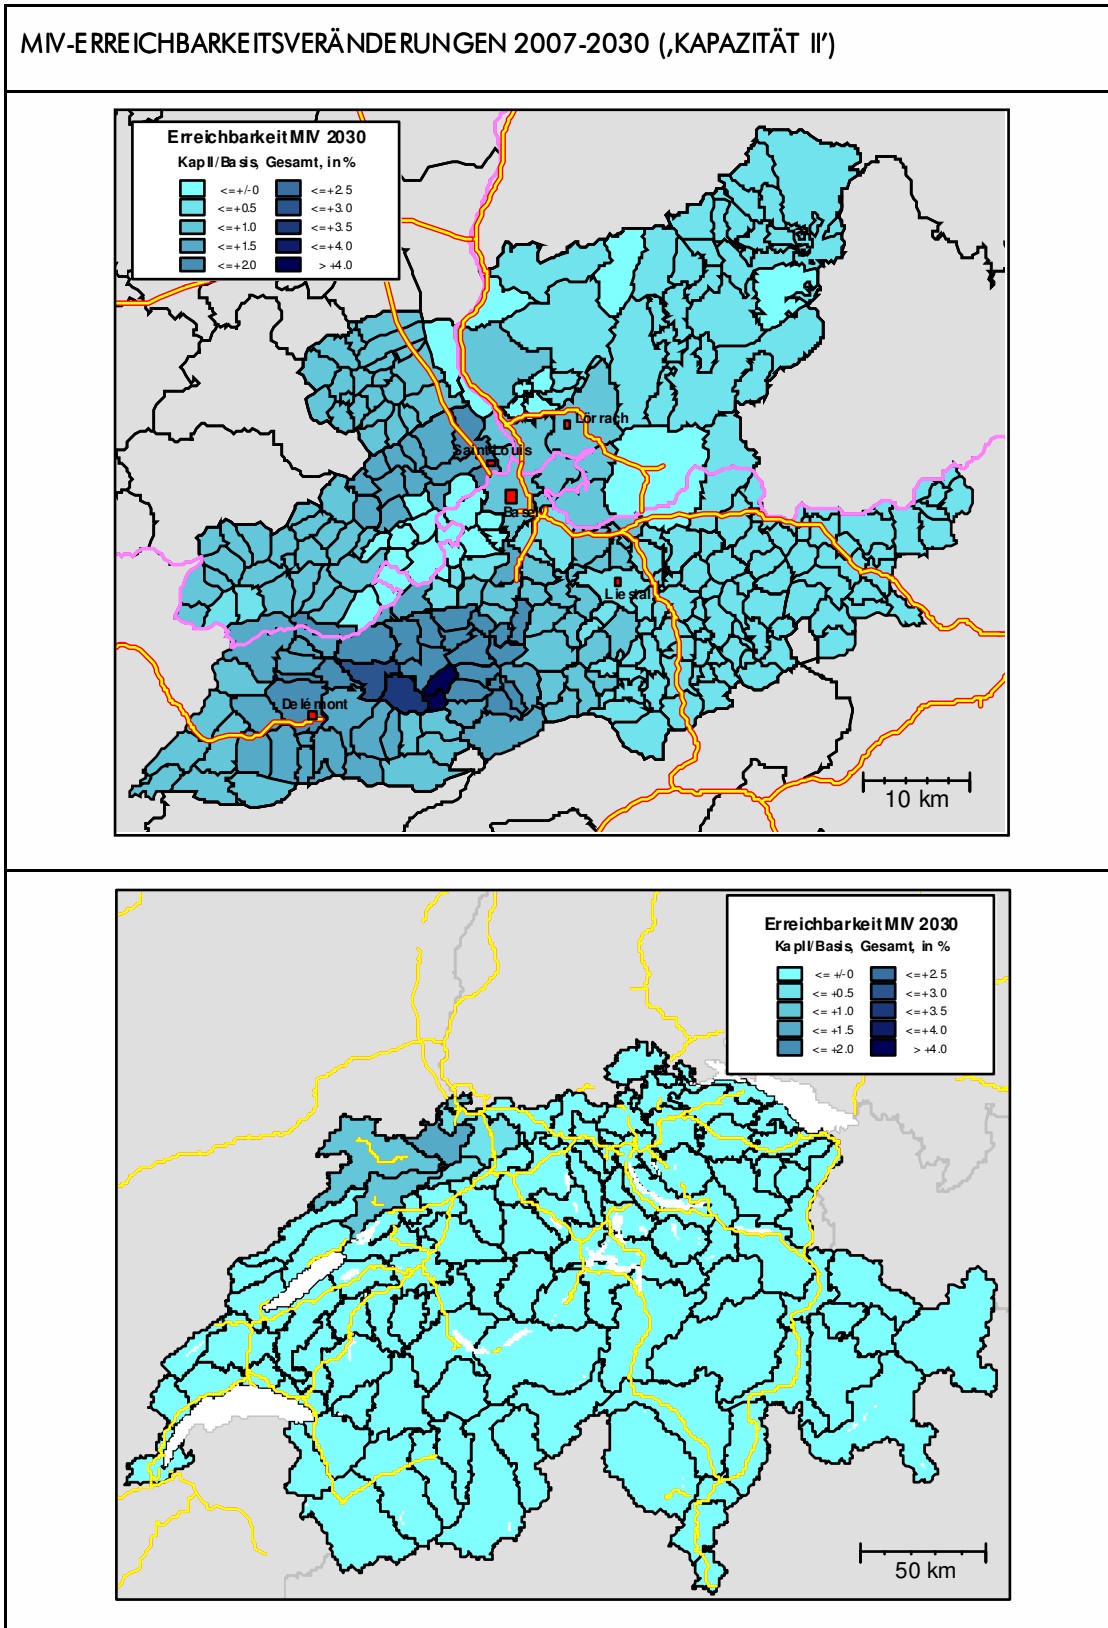 MIV-ERREICHBARKEITSVERÄNDERUNGEN 2007-2030 (‚KAPAZITÄT II’)
Erreichbarkeit MIV 2030
KapII/Basis, Gesamt, in %
<=+/-0 <=+2.5
<=+0.5 <=+3.0
<=+1.0 <=+3.5
<=+1.5 <=+4.0
<=+2.0 >+4.0
Lörrach
Saint-Louis
Basel
Liestal
Delémont
10 km
Erreichbarkeit MIV 2030
KapII/Basis, Gesamt, in %
<= +/-0 <=+2.5
<= +0.5 <=+3.0
<= +1.0 <=+3.5
<= +1.5 <=+4.0
<= +2.0 > +4.0
50 km